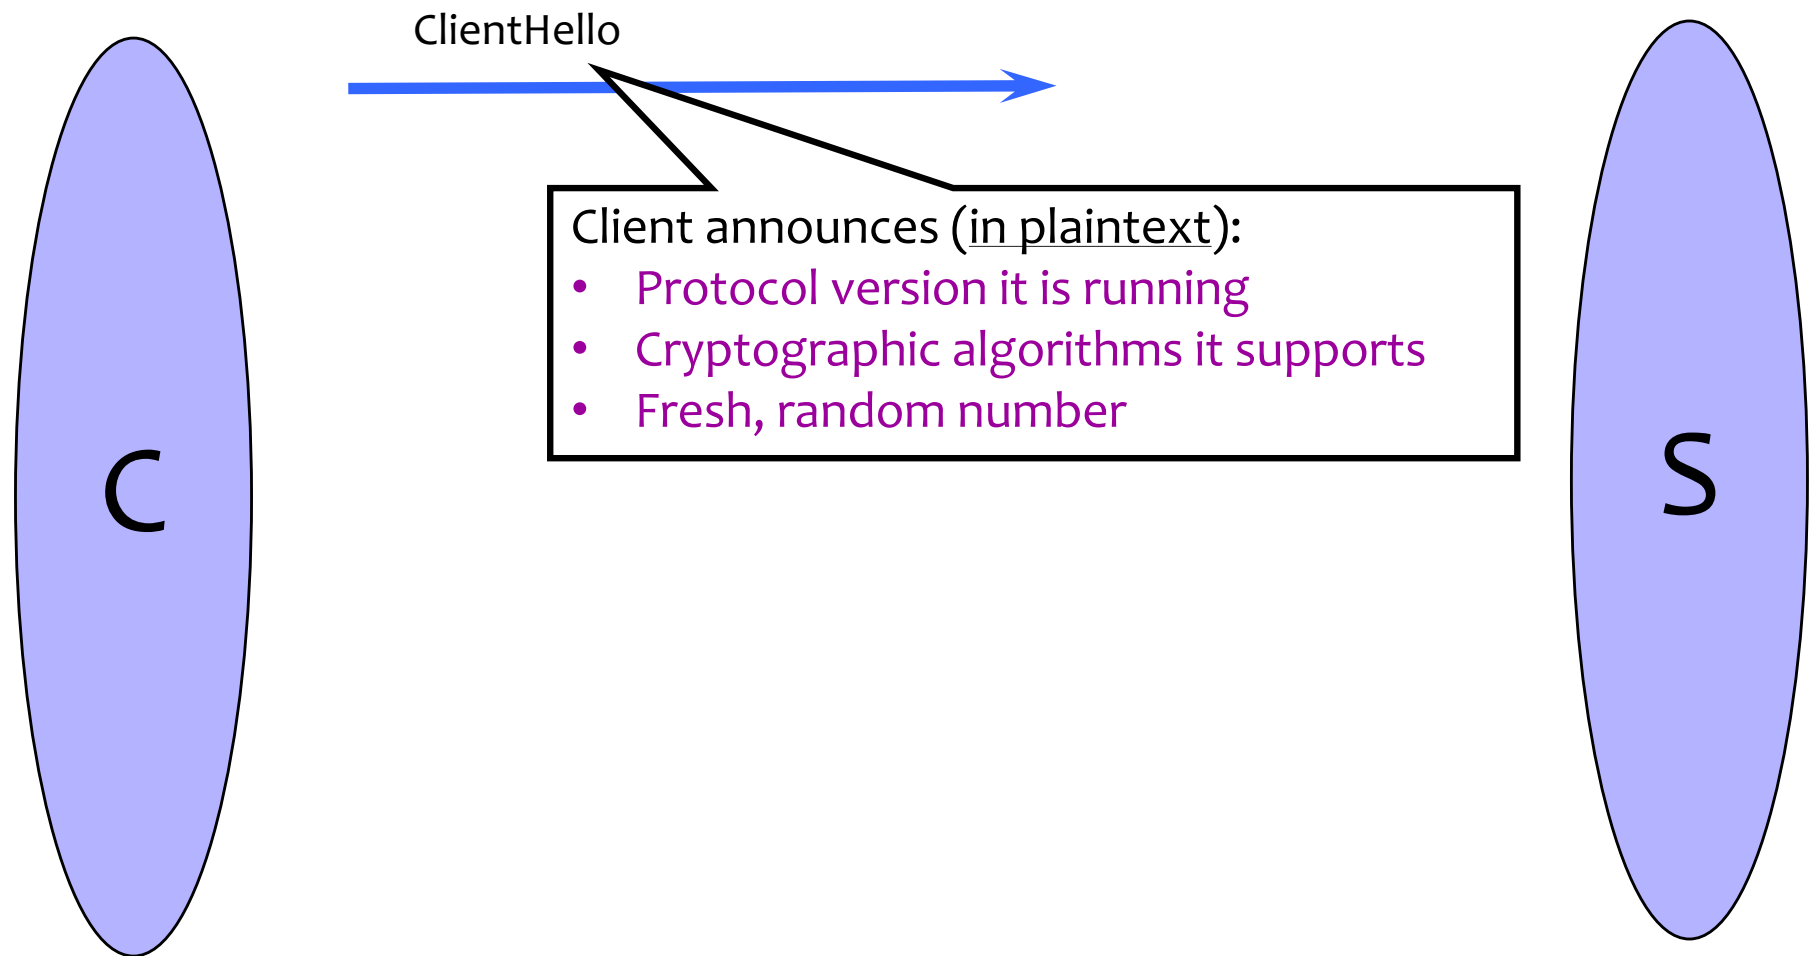 ClientHello
Client announces (in plaintext):
• Protocol version it is running
• Cryptographic algorithms it supports
• Fresh, random number
C
S